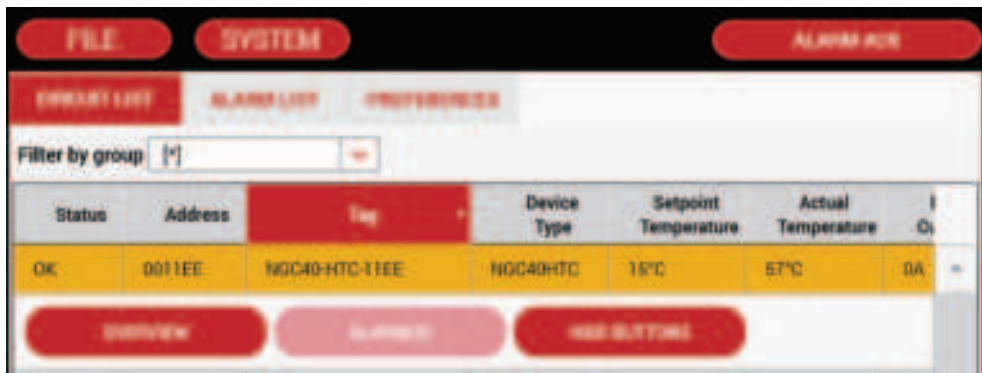 FILE SYSTEM ALARM-ADS
CIRCUIT LIST ALARM LIST PREFERENCES
Filter by group [*]
Status Address Tag Device Type Setpoint Temperature Actual Temperature
OK 0011EE NGC40-HTC-11EE NGC40HTC 15°C 57°C 0A
OVERVIEW HIDE BUTTONS